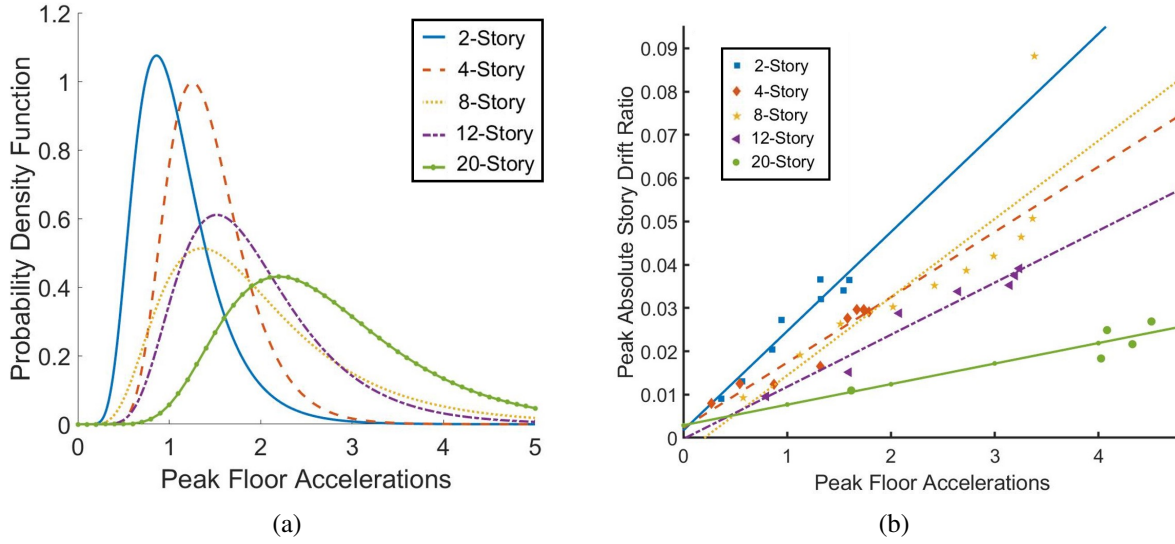 1.2
1
0.8
0.6
0.4
0.2
0
Probability Density Function
2-Story
4-Story
8-Story
12-Story
20-Story
0 1 2 3 4 5
Peak Floor Accelerations
(a)
0.09
0.08
0.07
0.06
0.05
0.04
0.03
0.02
0.01
0.005
0
Peak Absolute Story Drift Ratio
2-Story
4-Story
8-Story
12-Story
20-Story
0 1 2 3 4
Peak Floor Accelerations
(b)